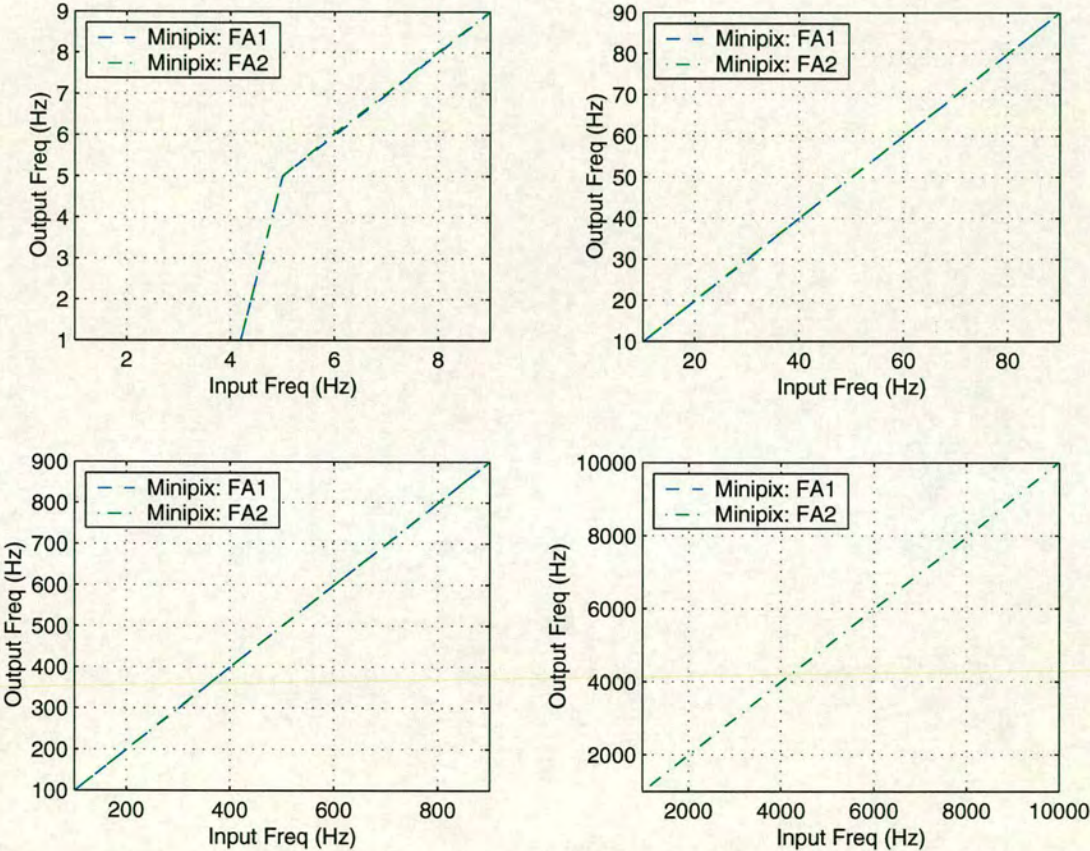 9
8
7
6
5
4
3
2
1
Output Freq (Hz)
Minipix: FA1
Minipix: FA2
2 4 6 8
Input Freq (Hz)
90
80
70
60
50
40
30
20
10
Output Freq (Hz)
Minipix: FA1
Minipix: FA2
20 40 60 80
Input Freq (Hz)
900
800
700
600
500
400
300
200
100
Output Freq (Hz)
Minipix: FA1
Minipix: FA2
200 400 600 800
Input Freq (Hz)
10000
8000
6000
4000
2000
Output Freq (Hz)
Minipix: FA1
Minipix: FA2
2000 4000 6000 8000 10000
Input Freq (Hz)